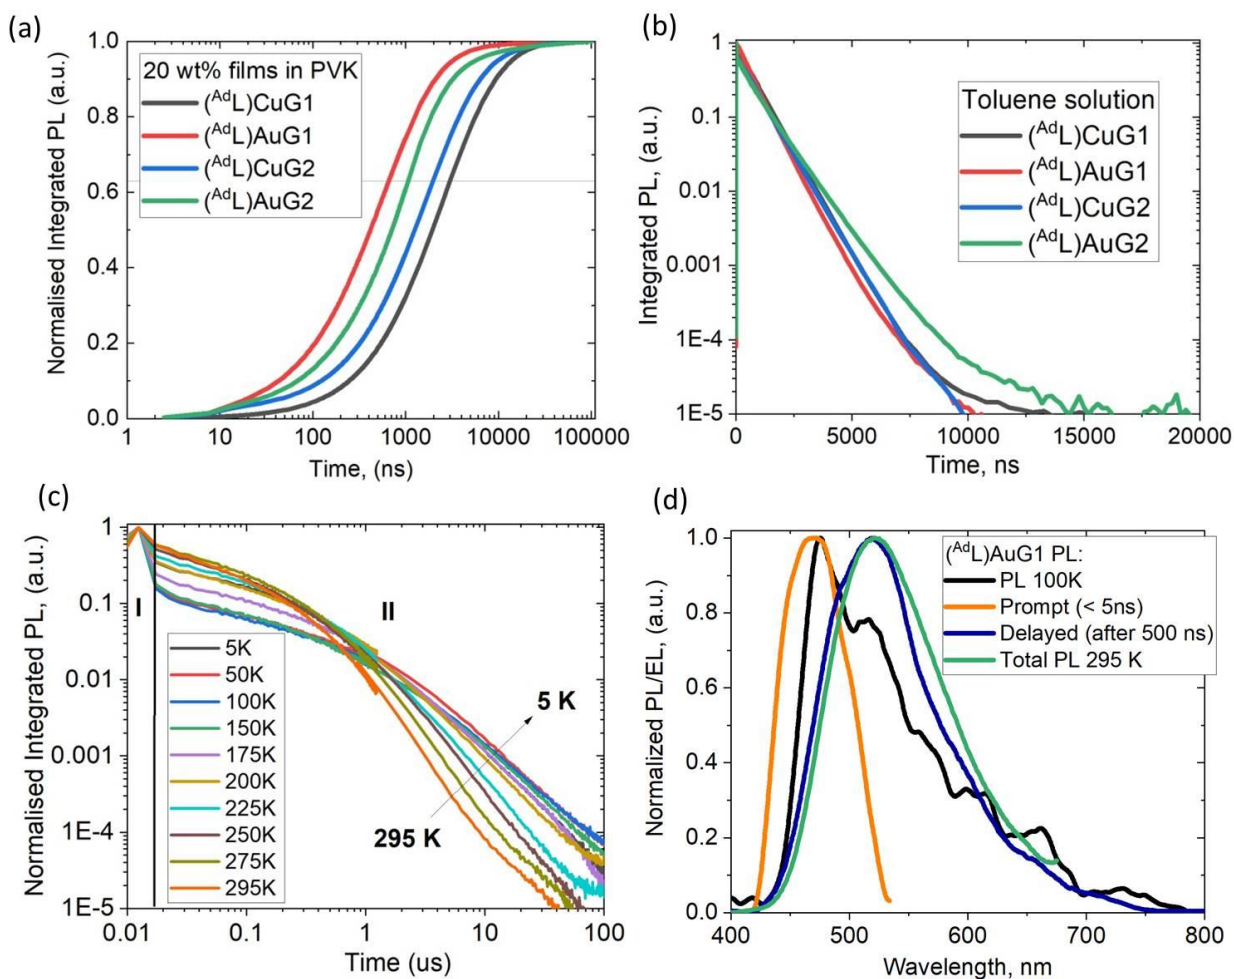 (a)
Normalised Integrated PL (a.u.)
1.0
0.8
0.6
0.4
0.2
0.0
20 wt% films in PVK
(ᴬᵈL)CuG1
(ᴬᵈL)AuG1
(ᴬᵈL)CuG2
(ᴬᵈL)AuG2
1 10 100 1000 10000 100000
Time, (ns)
(b)
Integrated PL, (a.u.)
1
0.1
0.01
0.001
1E-4
1E-5
Toluene solution
(ᴬᵈL)CuG1
(ᴬᵈL)AuG1
(ᴬᵈL)CuG2
(ᴬᵈL)AuG2
0 5000 10000 15000 20000
Time, ns
(c)
Normalised Integrated PL, (a.u.)
1
0.1
0.01
0.001
1E-4
1E-5
I
II
5K
50K
100K
150K
175K
200K
225K
250K
275K
295K
5 K
295 K
0.01 0.1 1 10 100
Time (us)
(d)
Normalized PL/EL, (a.u.)
1.0
0.8
0.6
0.4
0.2
0.0
(ᴬᵈL)AuG1 PL:
PL 100K
Prompt (< 5ns)
Delayed (after 500 ns)
Total PL 295 K
400 500 600 700 800
Wavelength, nm